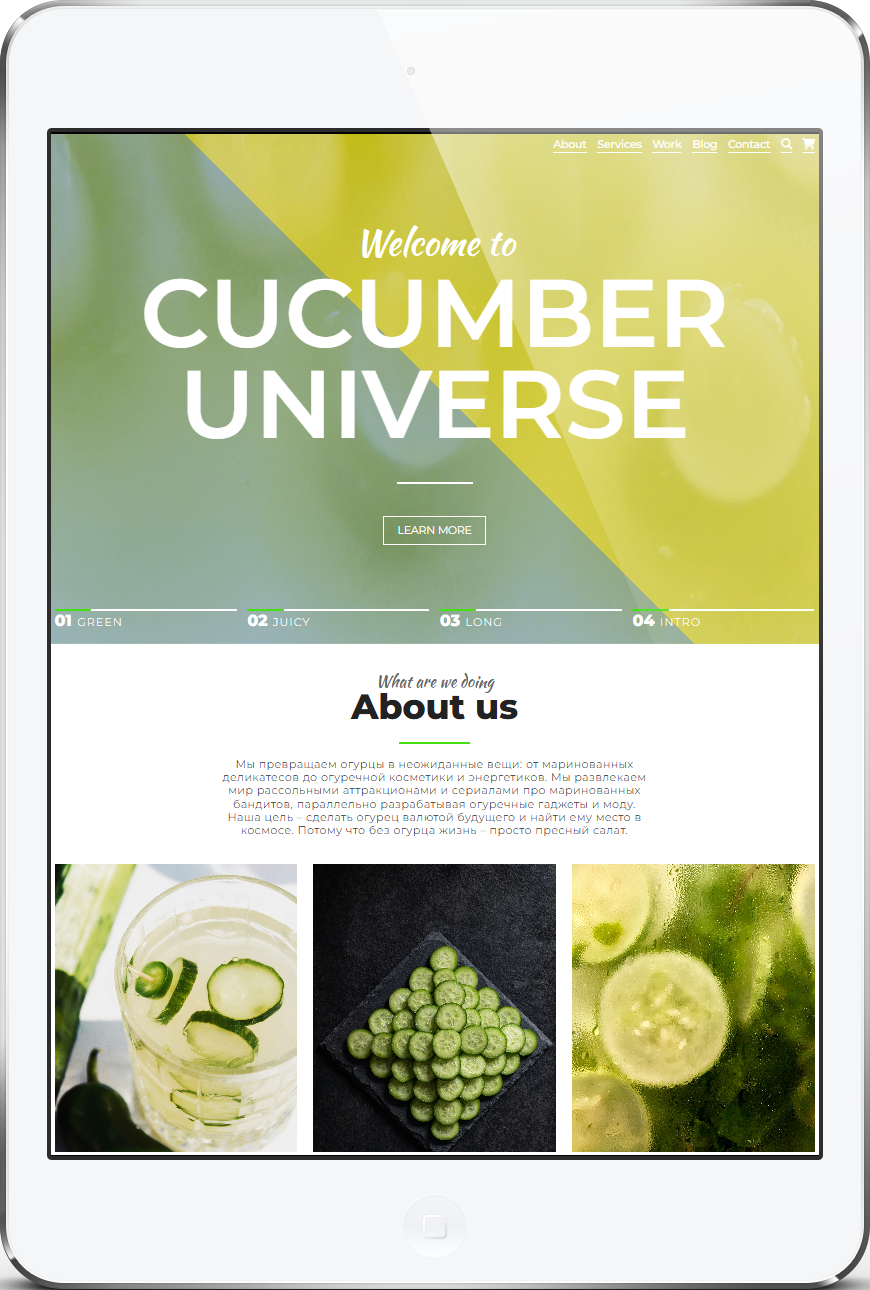 About Services Work Blog Contact
Welcome to
CUCUMBER
UNIVERSE
LEARN MORE
01 GREEN 02 JUICY 03 LONG 04 INTRO
What are we doing
About us
Мы превращаем огурцы в неожиданные вещи: от маринованных
деликатесов до огуречной косметики и энергетиков. Мы развлекаем
мир рассольными аттракционами и сериалами про маринованных
бандитов, параллельно разрабатывая огуречные гаджеты и моду.
Наша цель – сделать огурец валютой будущего и найти ему место в
космосе. Потому что без огурца жизнь – просто пресный салат.